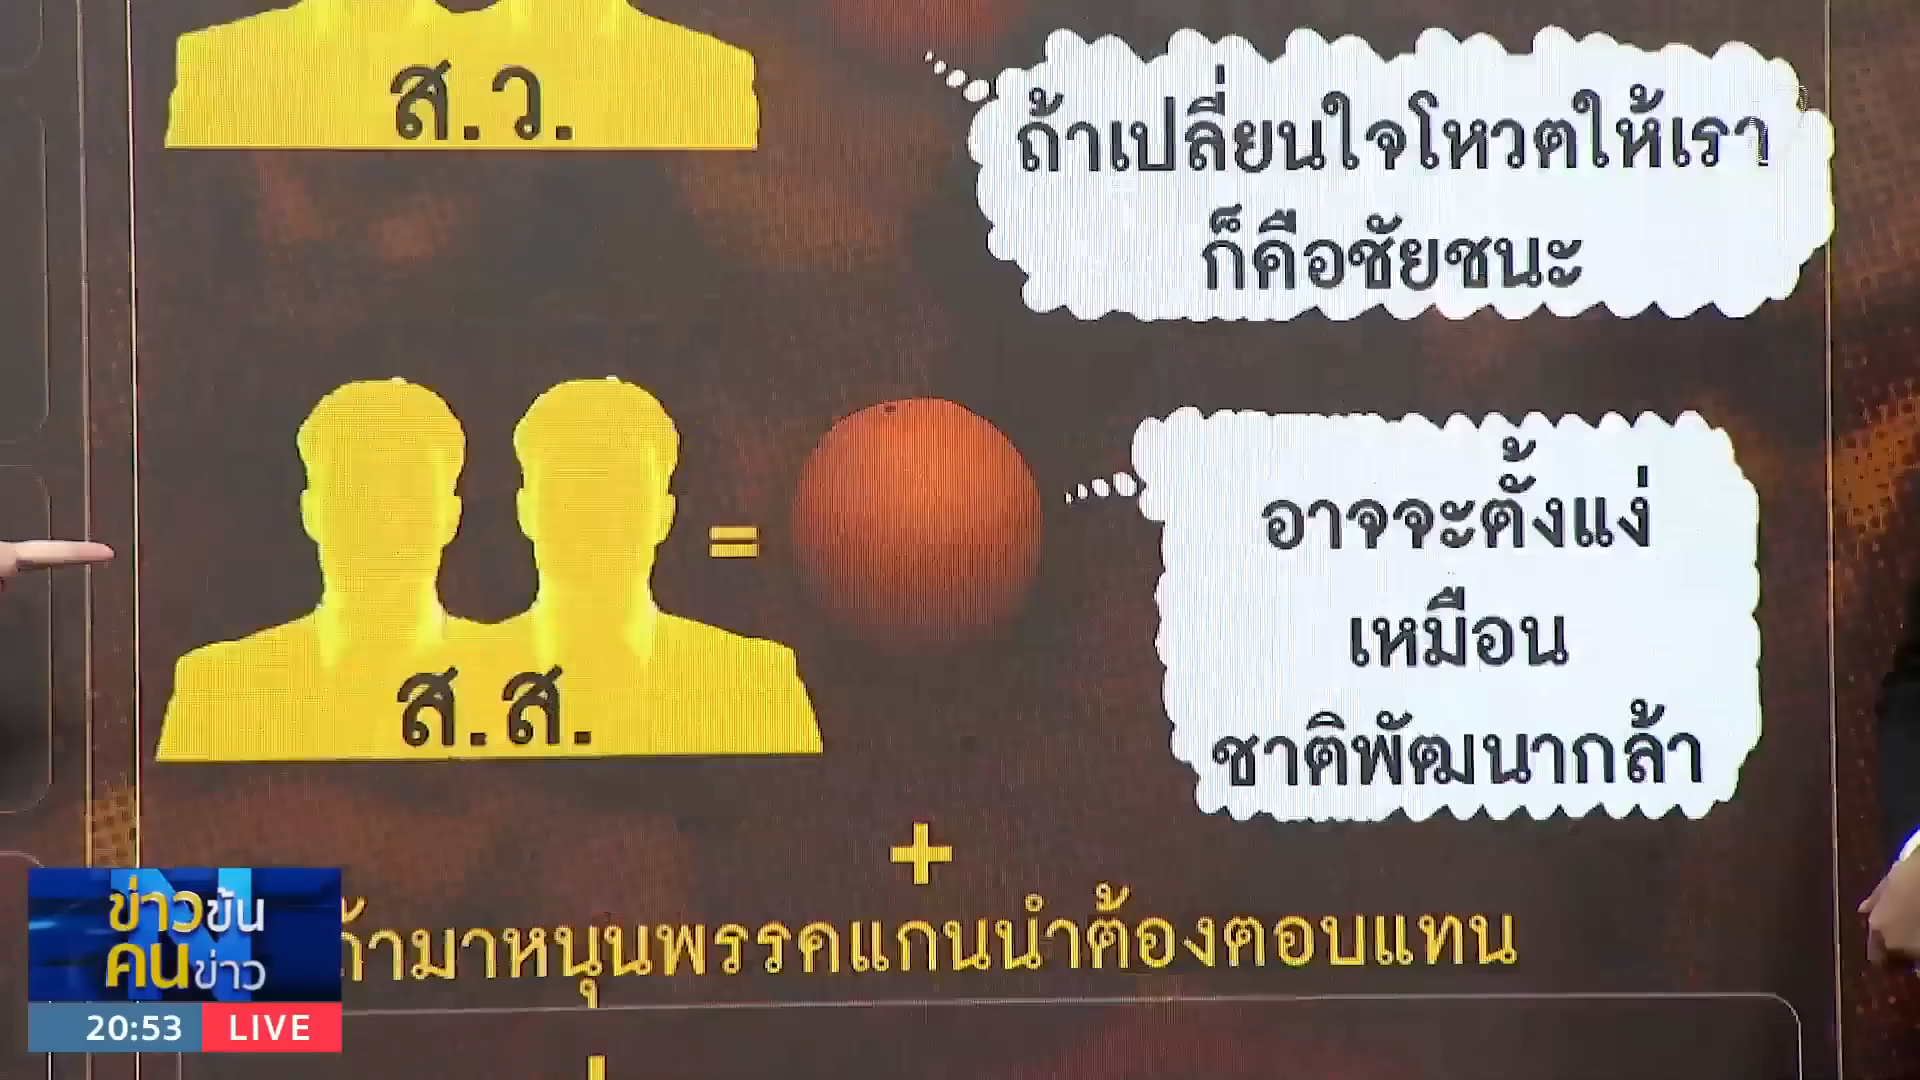 ส.ว.
ถ้าเปลี่ยนใจโหวตให้เรา
ก็คือชัยชนะ
=
ส.ส.
อาจจะตั้งแง่
เหมือน
ชาติพัฒนากล้า
+
ถ้ามาหนุนพรรคแกนนำต้องตอบแทน
ข่าวข้น
คนข่าว
20:53 LIVE